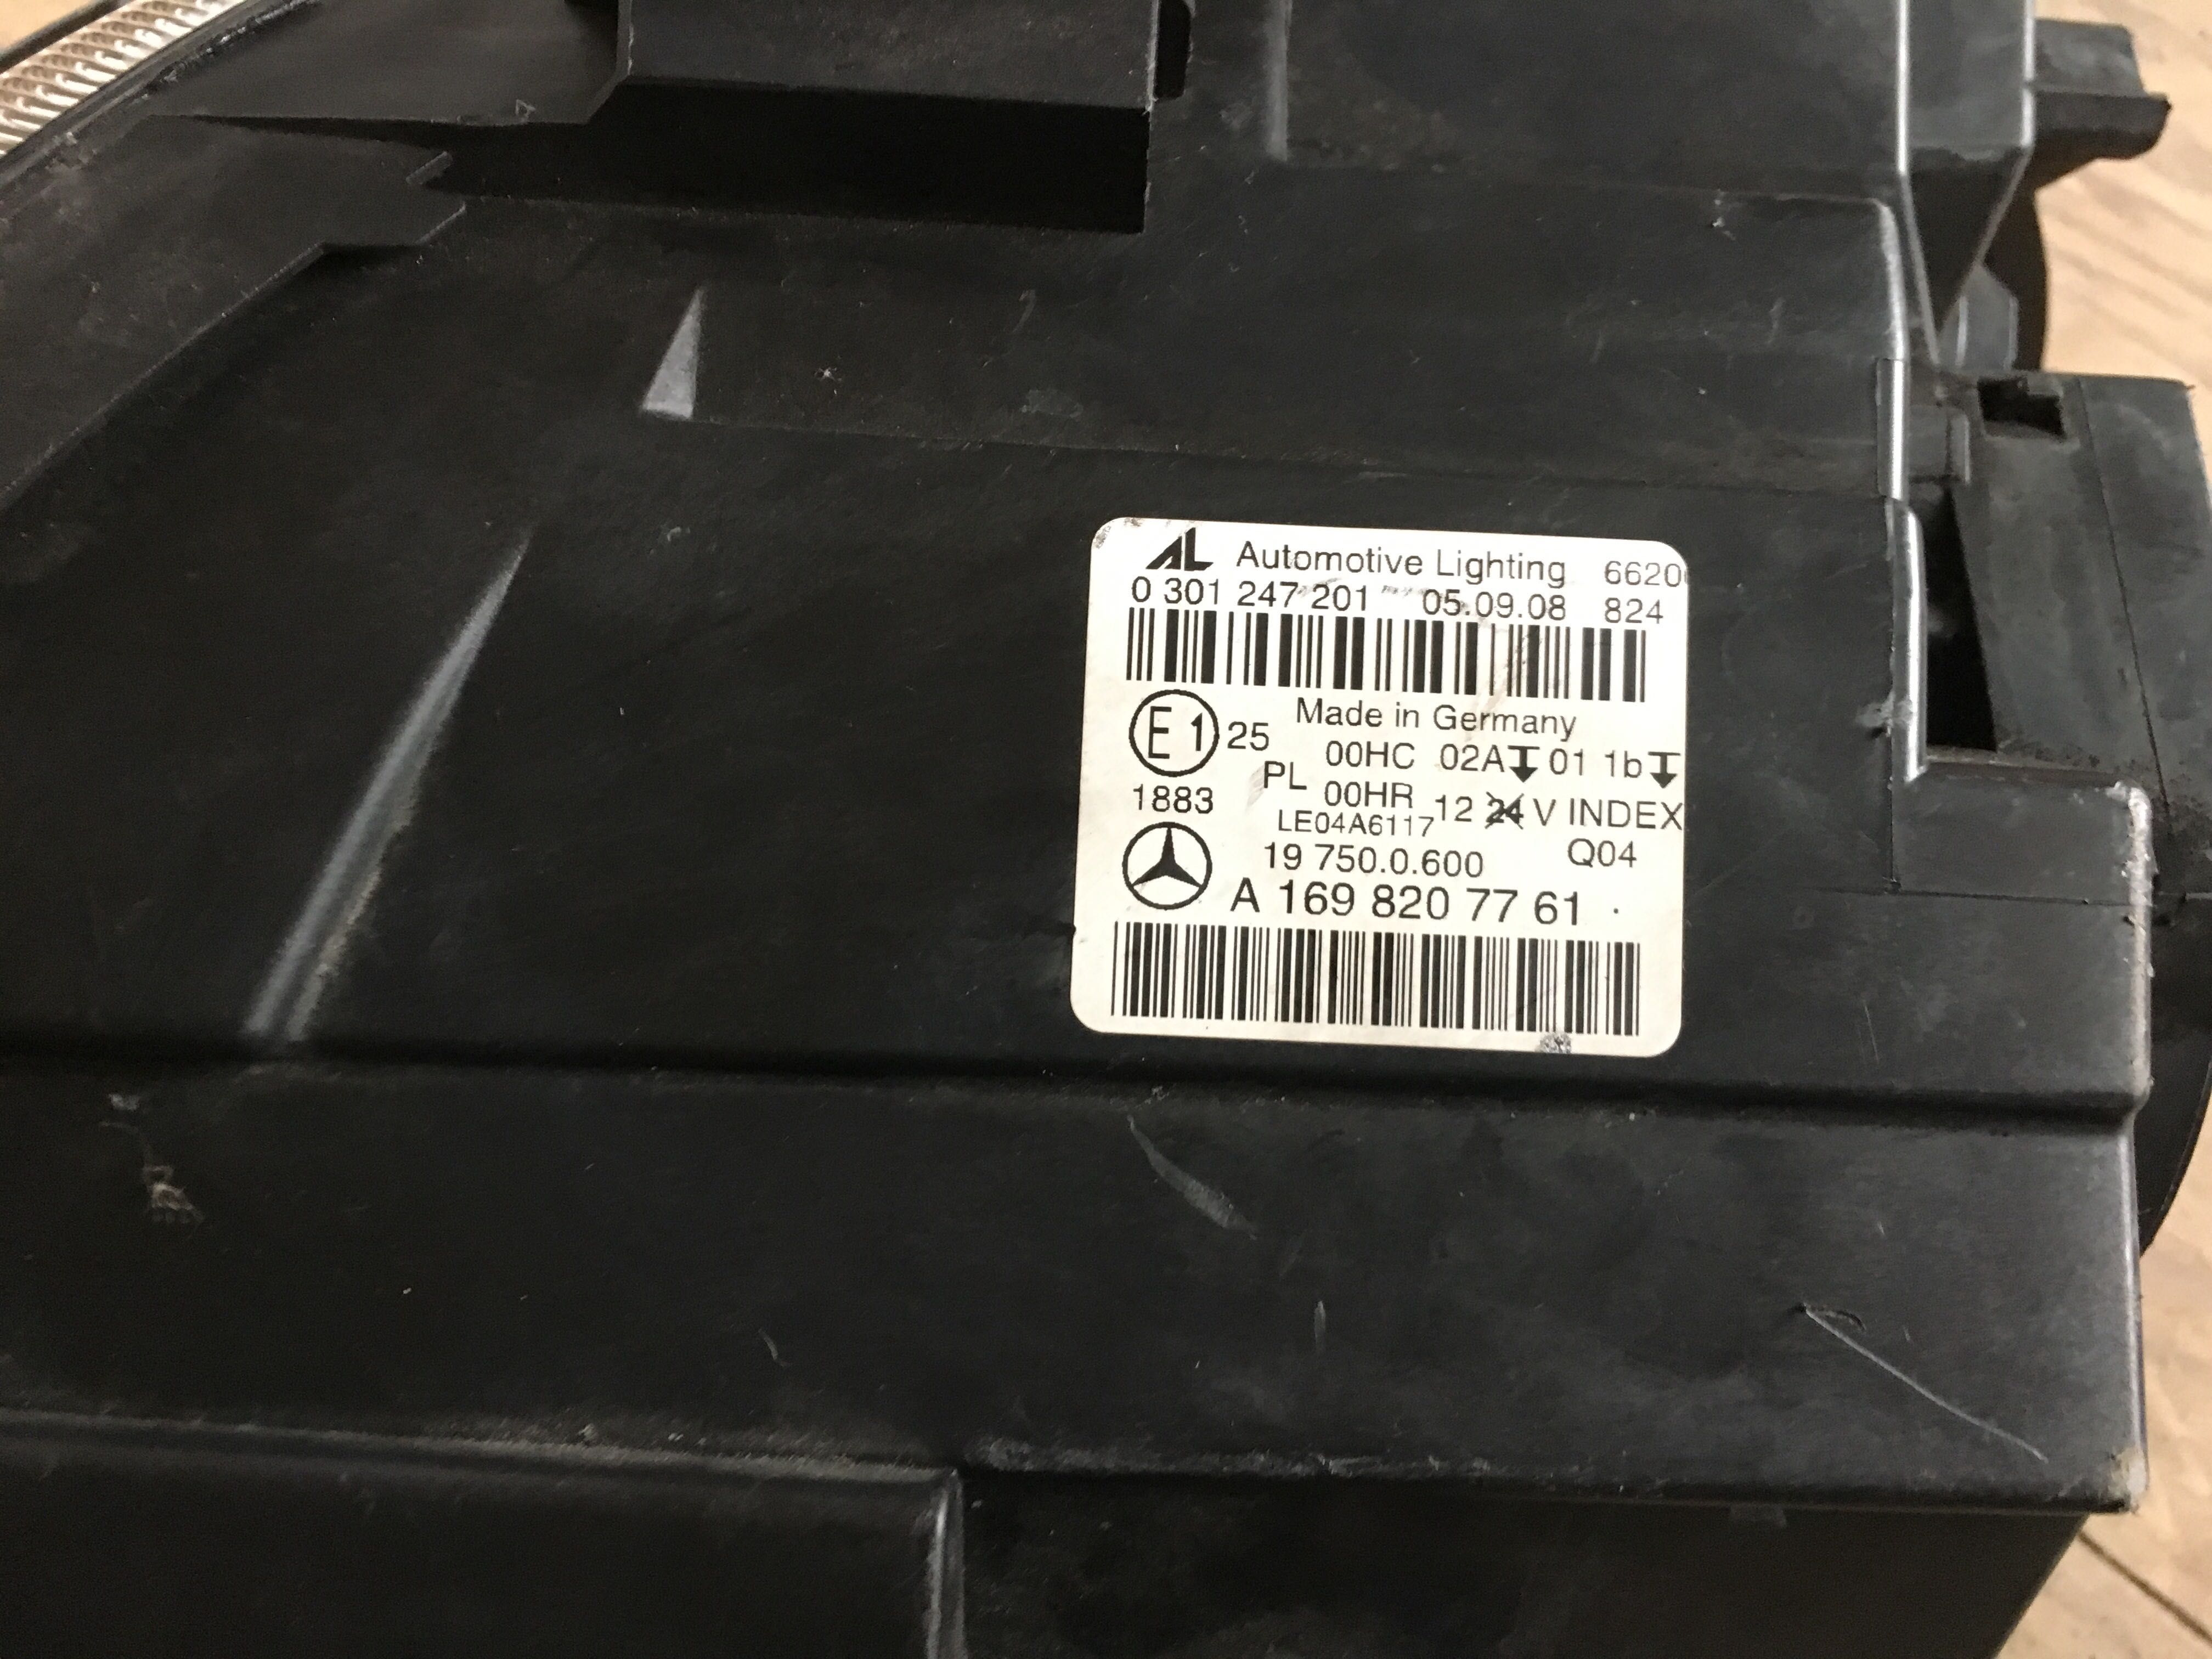 AL Automotive Lighting 6620
0 301 247 201 05.09.08 824
Made in Germany
E1 25 00HC 02A 01 1b
PL 00HR 12 24 V INDEX
1883 LE04A6117
19 750.0.600 Q04
A 169 820 77 61